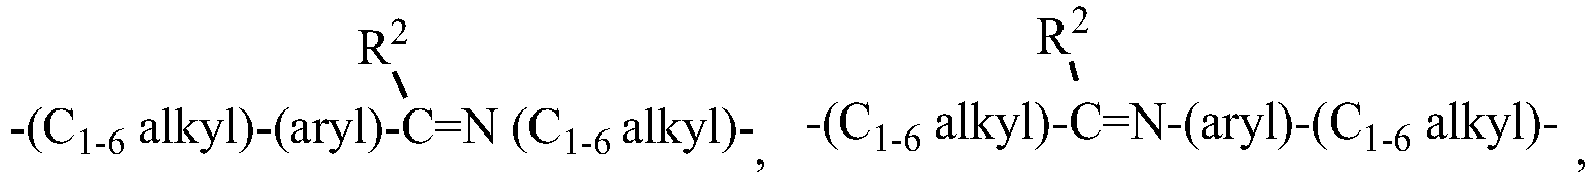 R² R²
-(C₁₋₆ alkyl)-(aryl)-C=N (C₁₋₆ alkyl)-, -(C₁₋₆ alkyl)-C=N-(aryl)-(C₁₋₆ alkyl)-,